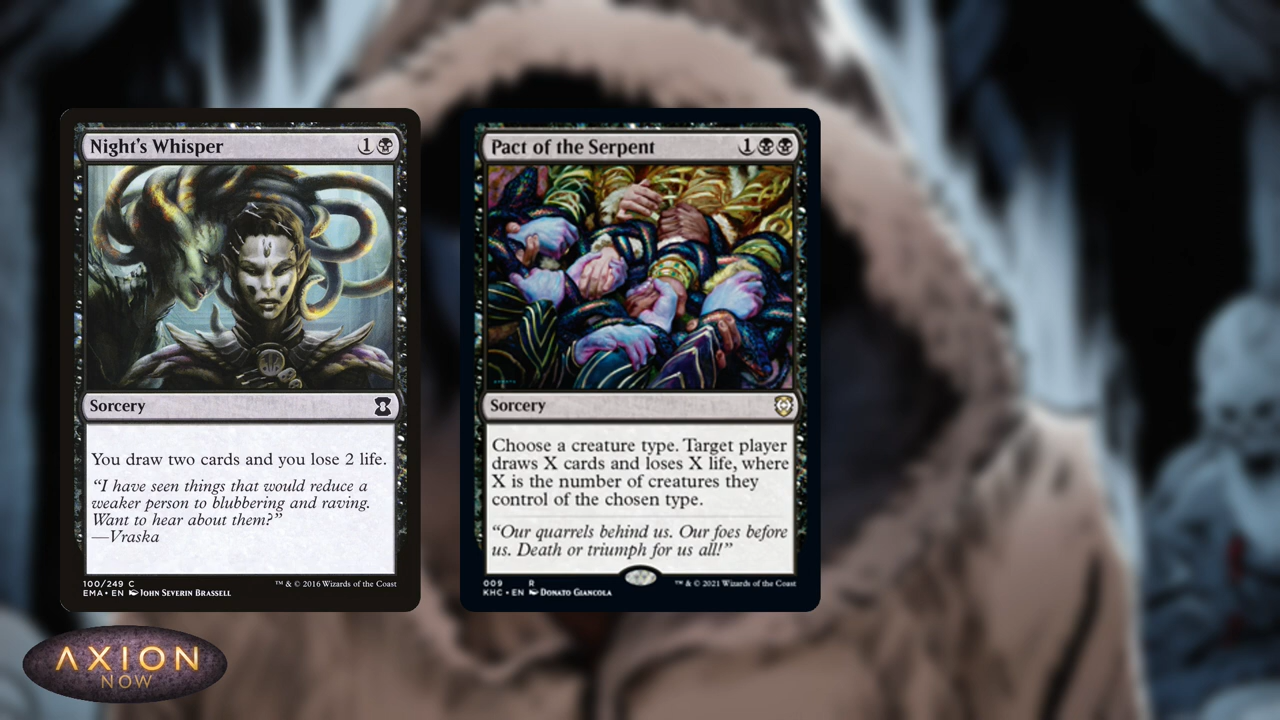 Night's Whisper 1
Sorcery
You draw two cards and you lose 2 life.
“I have seen things that would reduce a
weaker person to blubbering and raving.
Want to hear about them?”
—Vraska
100/249 C
EMA • EN John Severin Brassell
™ & © 2016 Wizards of the Coast
Pact of the Serpent 1
Sorcery
Choose a creature type. Target player
draws X cards and loses X life, where
X is the number of creatures they
control of the chosen type.
“Our quarrels behind us. Our foes before
us. Death or triumph for us all!”
009 R
KHC • EN Donato Giancola
™ & © 2021 Wizards of the Coast
AXION
NOW